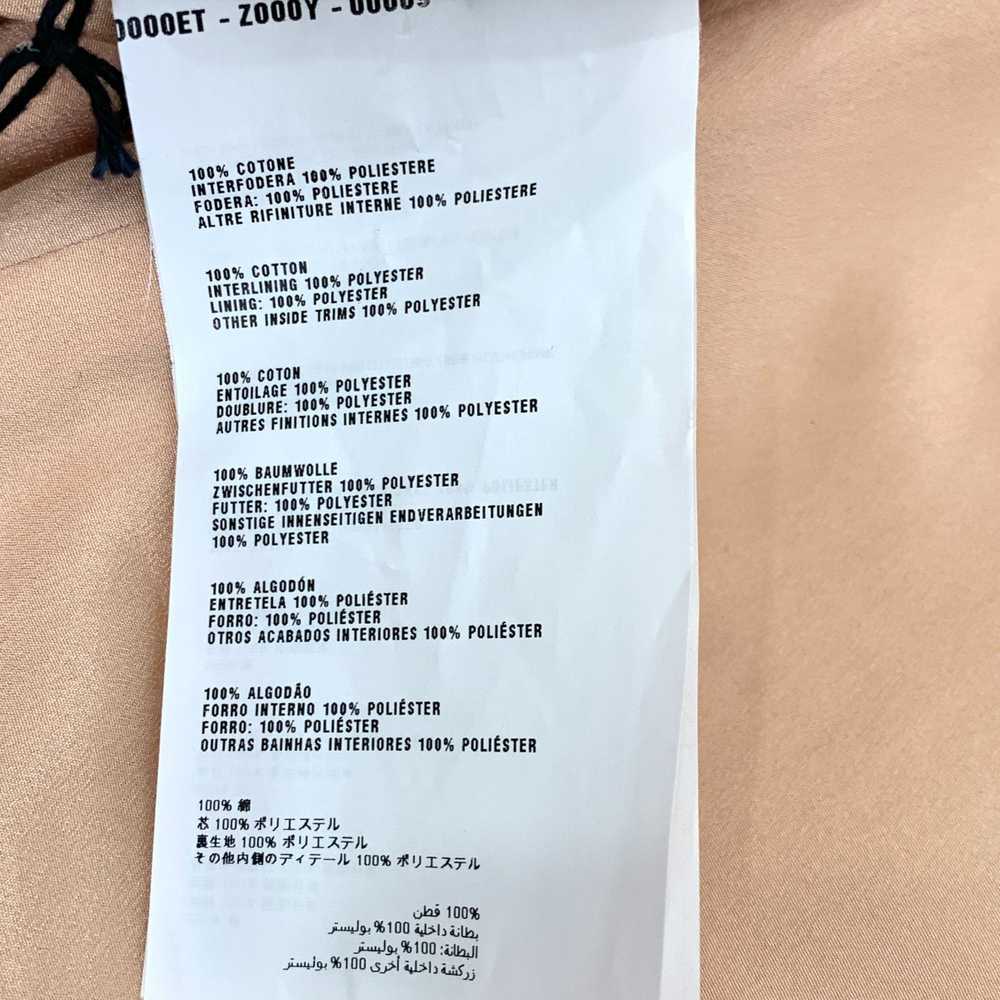 0000ET - Z000Y -
100% COTONE
INTERFODERA 100% POLIESTERE
FODERA: 100% POLIESTERE
ALTRE RIFINITURE INTERNE 100% POLIESTERE
100% COTTON
INTERLINING 100% POLYESTER
LINING: 100% POLYESTER
OTHER INSIDE TRIMS 100% POLYESTER
100% COTON
ENTOILAGE 100% POLYESTER
DOUBLURE: 100% POLYESTER
AUTRES FINITIONS INTERNES 100% POLYESTER
100% BAUMWOLLE
ZWISCHENFUTTER 100% POLYESTER
FUTTER: 100% POLYESTER
SONSTIGE INNENSEITIGEN ENDVERARBEITUNGEN
100% POLYESTER
100% ALGODÓN
ENTRETELA 100% POLIÉSTER
FORRO: 100% POLIÉSTER
OTROS ACABADOS INTERIORES 100% POLIÉSTER
100% ALGODÃO
FORRO INTERNO 100% POLIÉSTER
FORRO: 100% POLIÉSTER
OUTRAS BAINHAS INTERIORES 100% POLIÉSTER
100% 綿
芯 100% ポリエステル
裏生地 100% ポリエステル
その他内側のディテール 100% ポリエステル
100% قطن
بطانة داخلية 100% بوليستر
البطانة: 100% بوليستر
زركشة داخلية أخرى 100% بوليستر